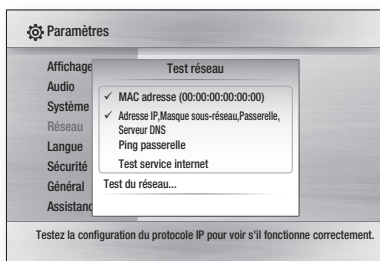 Paramètres
Affichage
Audio
Système
Réseau
Langue
Sécurité
Général
Assistanc
Test réseau
✓ MAC adresse (00:00:00:00:00:00)
✓ Adresse IP,Masque sous-réseau,Passerelle,
Serveur DNS
Ping passerelle
Test service internet
Test du réseau...
Testez la configuration du protocole IP pour voir s'il fonctionne correctement.